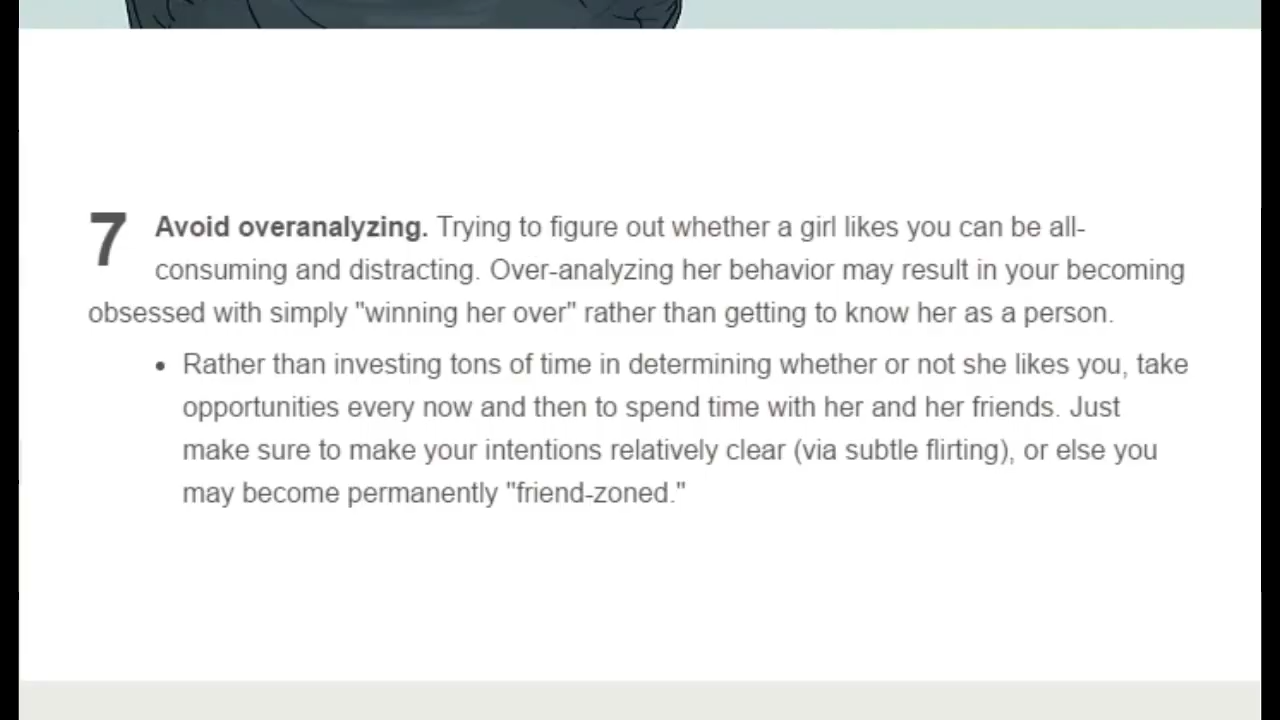 7 Avoid overanalyzing. Trying to figure out whether a girl likes you can be all-
consuming and distracting. Over-analyzing her behavior may result in your becoming
obsessed with simply "winning her over" rather than getting to know her as a person.
• Rather than investing tons of time in determining whether or not she likes you, take
opportunities every now and then to spend time with her and her friends. Just
make sure to make your intentions relatively clear (via subtle flirting), or else you
may become permanently "friend-zoned."